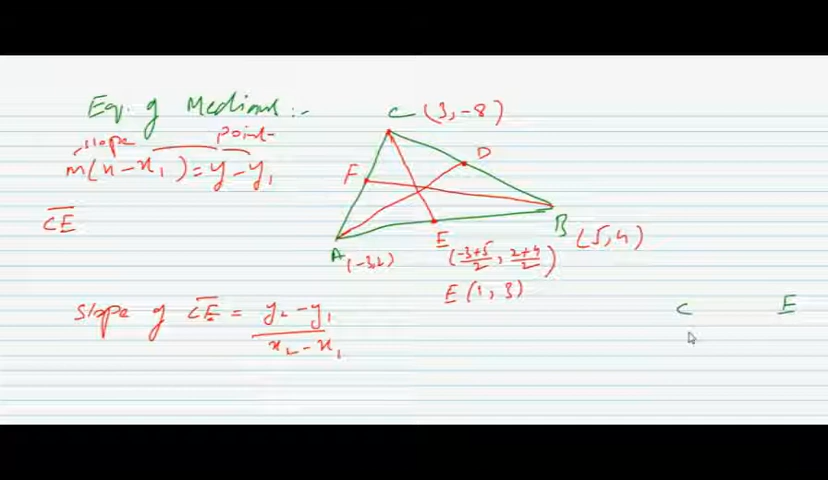 Eq. of Medians :-
slope point
m(x-x₁) = y-y₁
CE
C (3,-8)
D
F
A (-3,2)
E
B (5,4)
(-3+5/2, 2+4/2)
E (1, 3)
slope of CE = y₂-y₁/x₂-x₁
C E